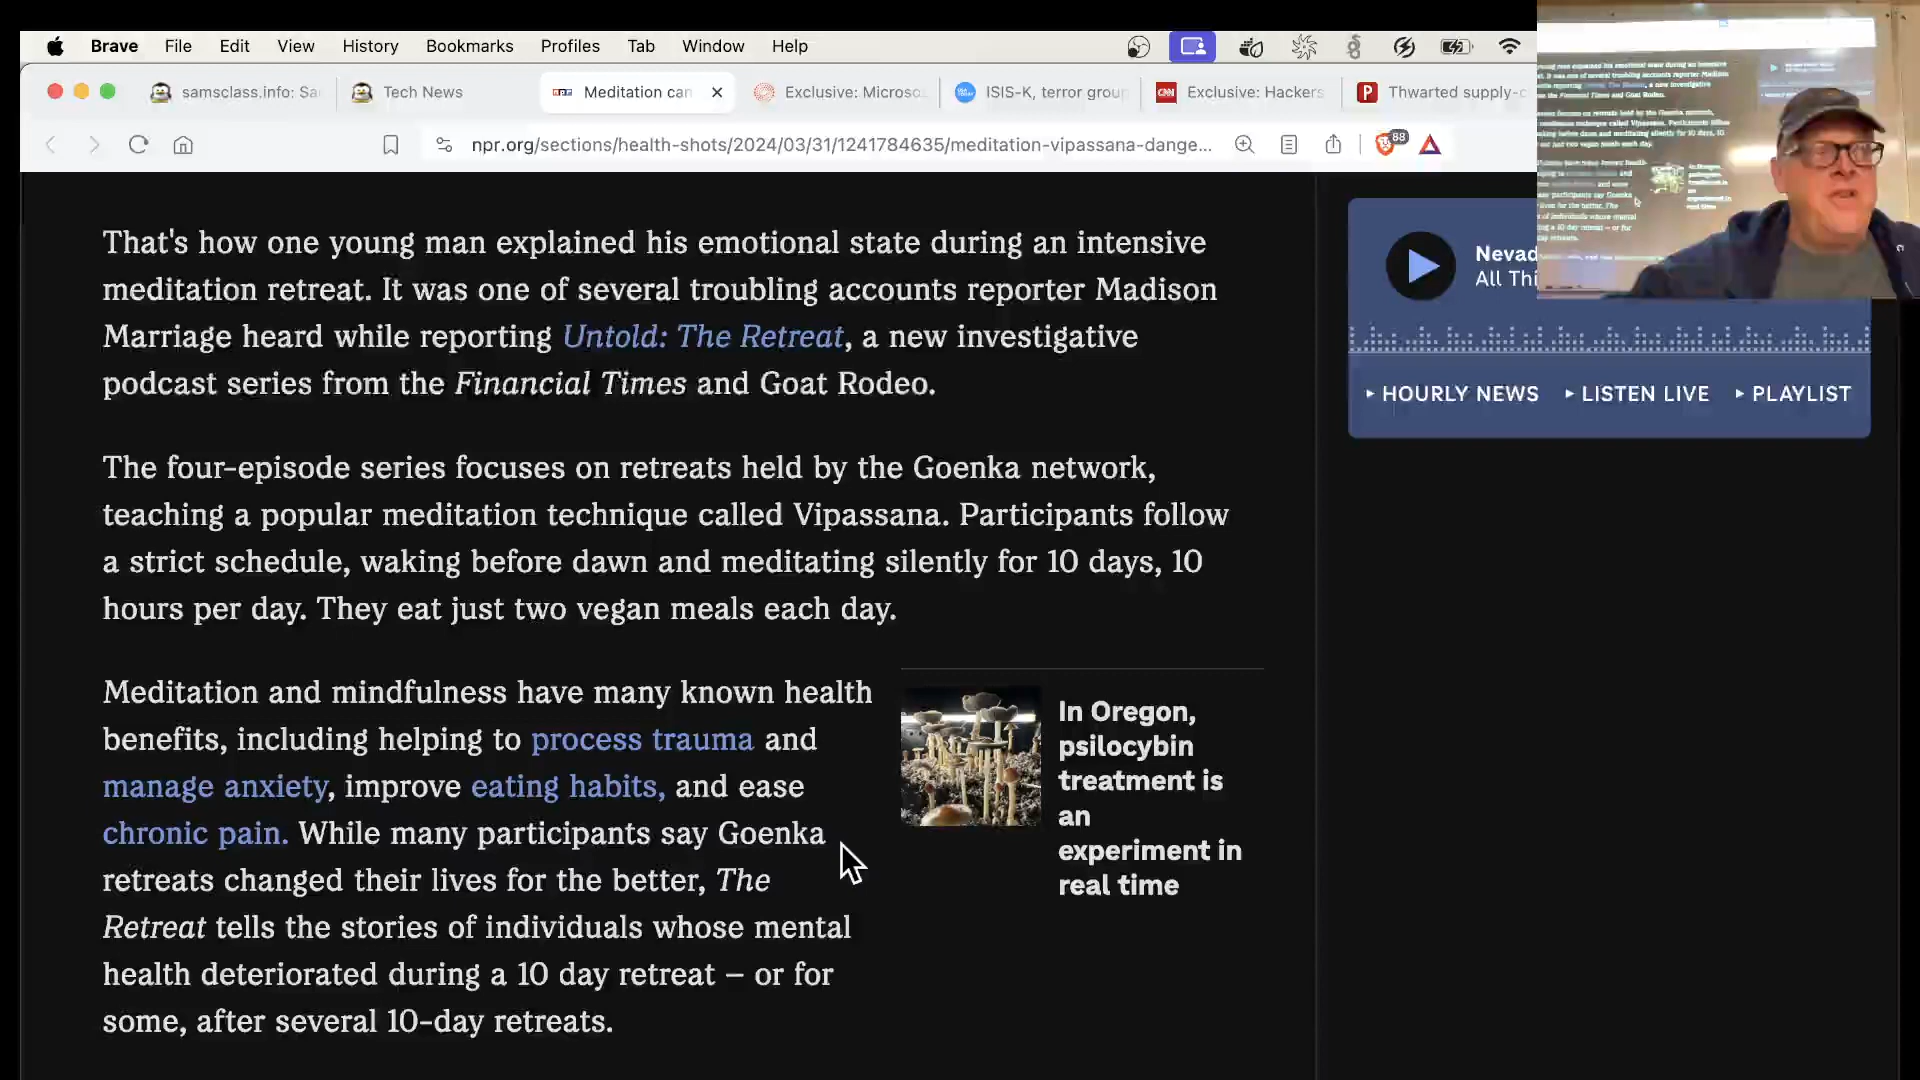 Brave File Edit View History Bookmarks Profiles Tab Window Help
samsclass.info: Sa
Tech News
Meditation can
Exclusive: Microso
ISIS-K, terror group
Exclusive: Hackers
Thwarted supply-c
npr.org/sections/health-shots/2024/03/31/1241784635/meditation-vipassana-dange...
88
That's how one young man explained his emotional state during an intensive
meditation retreat. It was one of several troubling accounts reporter Madison
Marriage heard while reporting Untold: The Retreat, a new investigative
podcast series from the Financial Times and Goat Rodeo.
The four-episode series focuses on retreats held by the Goenka network,
teaching a popular meditation technique called Vipassana. Participants follow
a strict schedule, waking before dawn and meditating silently for 10 days, 10
hours per day. They eat just two vegan meals each day.
Meditation and mindfulness have many known health
benefits, including helping to process trauma and
manage anxiety, improve eating habits, and ease
chronic pain. While many participants say Goenka
retreats changed their lives for the better, The
Retreat tells the stories of individuals whose mental
health deteriorated during a 10 day retreat – or for
some, after several 10-day retreats.
In Oregon,
psilocybin
treatment is
an
experiment in
real time
Nevad
All Thi
HOURLY NEWS LISTEN LIVE PLAYLIST